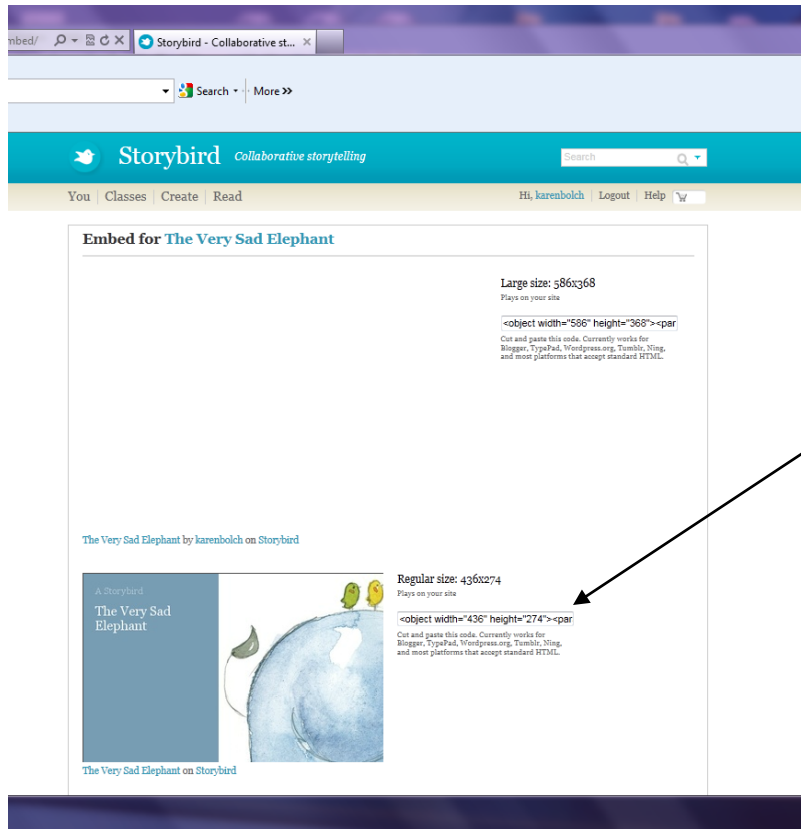 mbed/
Storybird - Collaborative st...
Search
More
Storybird Collaborative storytelling
Search
You Classes Create Read
Hi, karenbolch Logout Help
Embed for The Very Sad Elephant
Large size: 586x368
Plays on your site
<object width="586" height="368"><par
Cut and paste this code. Currently works for
Blogger, TypePad, Wordpress.org, Tumblr, Ning,
and most platforms that accept standard HTML.
The Very Sad Elephant by karenbolch on Storybird
A Storybird
The Very Sad
Elephant
Regular size: 436x274
Plays on your site
<object width="436" height="274"><par
Cut and paste this code. Currently works for
Blogger, TypePad, Wordpress.org, Tumblr, Ning,
and most platforms that accept standard HTML.
The Very Sad Elephant on Storybird